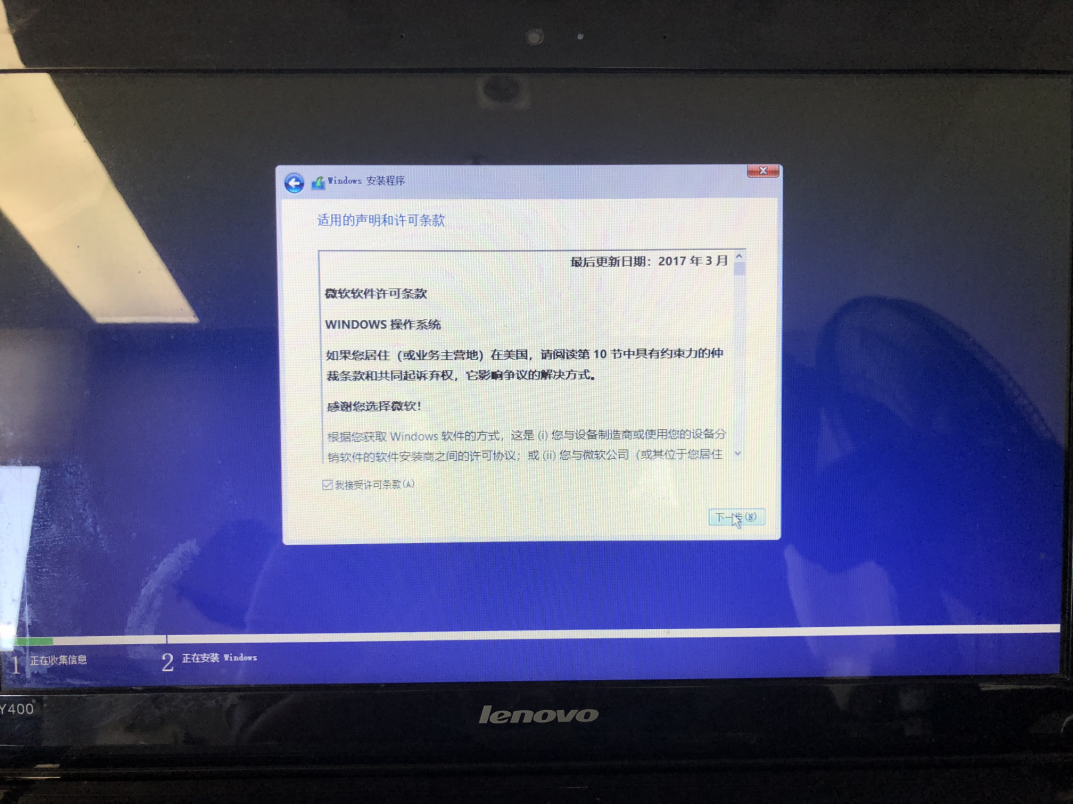 Windows 安装程序
适用的声明和许可条款
最后更新日期：2017 年 3 月
微软软件许可条款
WINDOWS 操作系统
如果您居住（或业务主营地）在美国，请阅读第 10 节中具有约束力的仲
裁条款和共同起诉弃权，它影响争议的解决方式。
感谢您选择微软！
根据您获取 Windows 软件的方式，这是 (i) 您与设备制造商或使用您的设备分
销软件的软件安装商之间的许可协议；或 (ii) 您与微软公司（或其位于您居住
我接受许可条款(A)
下一步(N)
1 正在收集信息
2 正在安装 Windows
Y400
lenovo